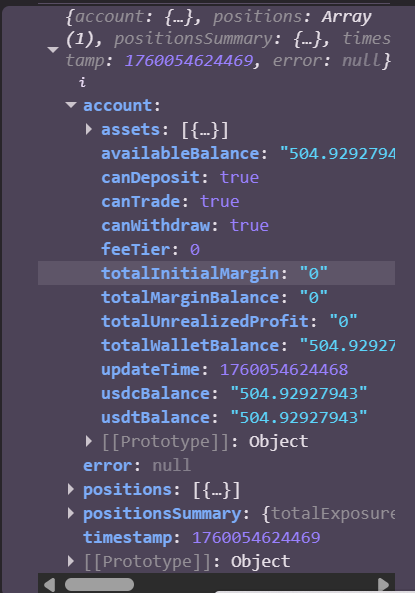 {account: {…}, positions: Array
(1), positionsSummary: {…}, times
tamp: 1760054624469, error: null}
i
account:
assets: [{…}]
availableBalance: "504.9292794
canDeposit: true
canTrade: true
canWithdraw: true
feeTier: 0
totalInitialMargin: "0"
totalMarginBalance: "0"
totalUnrealizedProfit: "0"
totalWalletBalance: "504.92927
updateTime: 1760054624468
usdcBalance: "504.92927943"
usdtBalance: "504.92927943"
[[Prototype]]: Object
error: null
positions: [{…}]
positionsSummary: {totalExposure
timestamp: 1760054624469
[[Prototype]]: Object